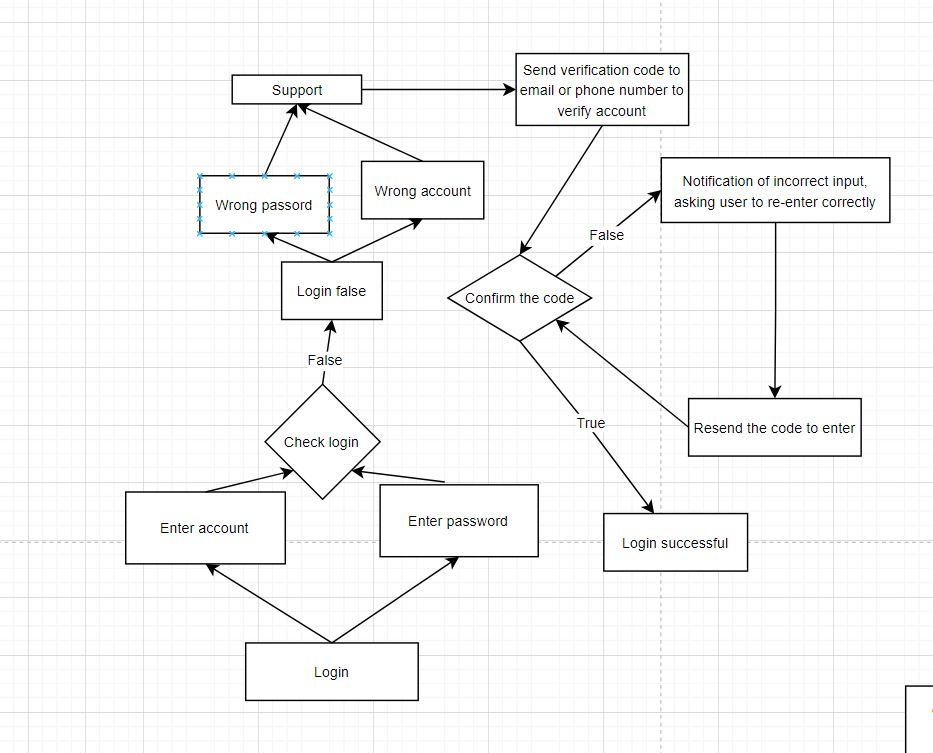 Support
Send verification code to
email or phone number to
verify account
Wrong passord
Wrong account
Notification of incorrect input,
asking user to re-enter correctly
False
Login false
Confirm the code
False
Check login
True
Resend the code to enter
Enter account
Enter password
Login successful
Login